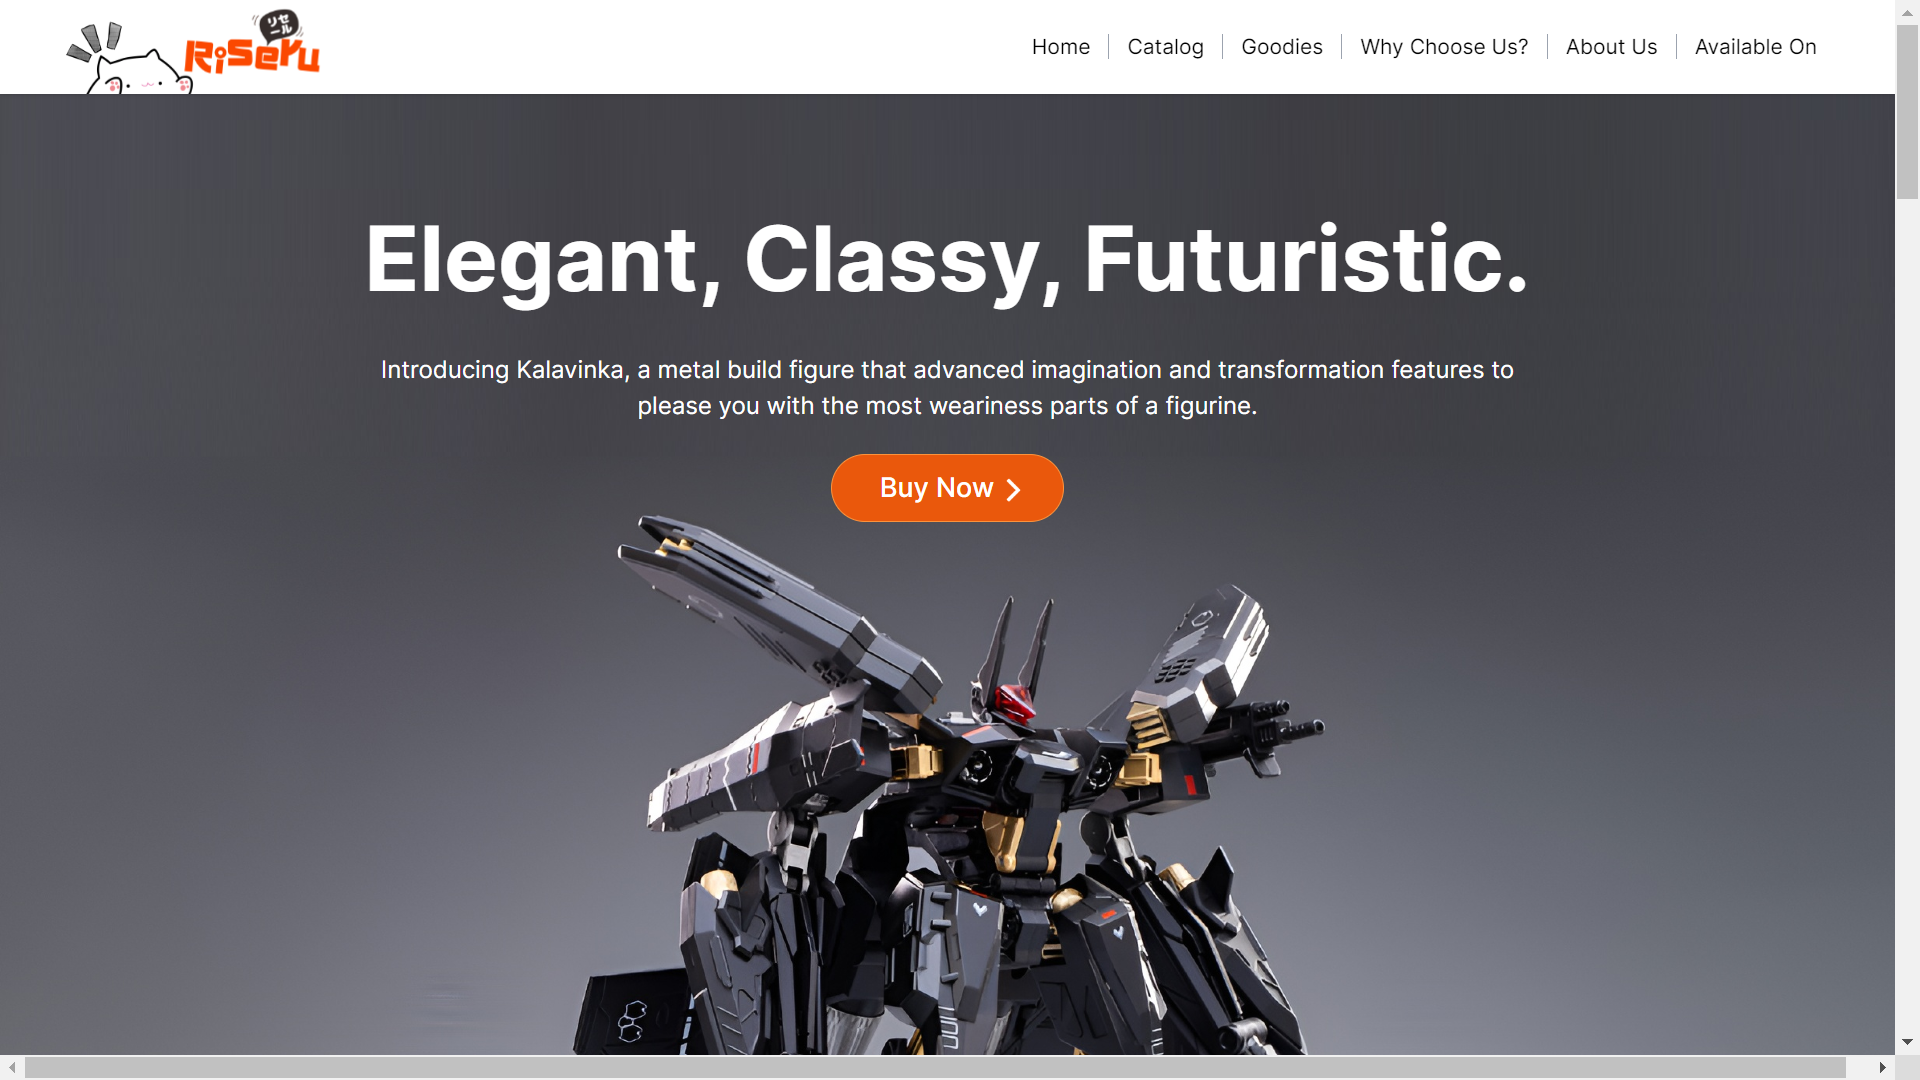 リセ
ール
RiSeru
Home
Catalog
Goodies
Why Choose Us?
About Us
Available On
Elegant, Classy, Futuristic.
Introducing Kalavinka, a metal build figure that advanced imagination and transformation features to
please you with the most weariness parts of a figurine.
Buy Now